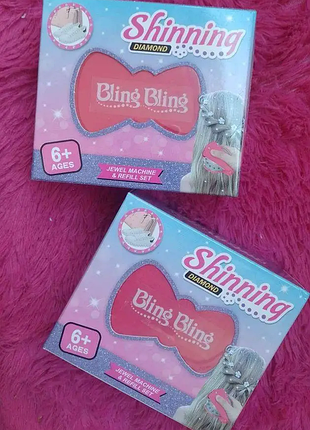 Shinning
DIAMOND
Bling Bling
6+
AGES
JEWEL MACHINE
& REFILL SET
Shinning
DIAMOND
Bling Bling
6+
AGES
JEWEL MACHINE
& REFILL SET